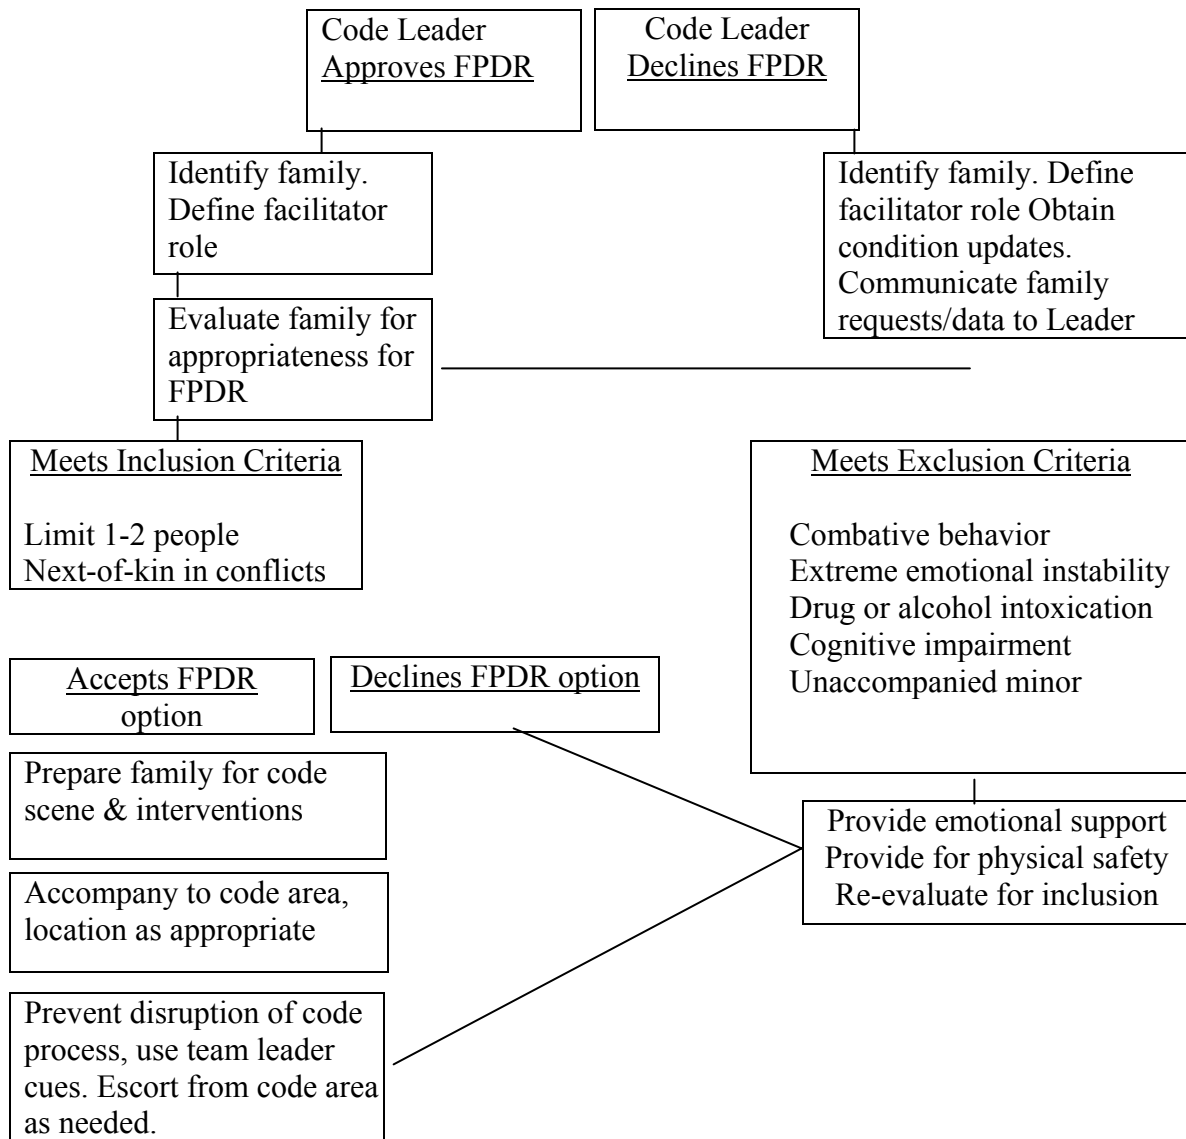 Code Leader
Approves FPDR
Code Leader
Declines FPDR
Identify family.
Define facilitator
role
Identify family. Define
facilitator role Obtain
condition updates.
Communicate family
requests/data to Leader
Evaluate family for
appropriateness for
FPDR
Meets Inclusion Criteria
Limit 1-2 people
Next-of-kin in conflicts
Meets Exclusion Criteria
Combative behavior
Extreme emotional instability
Drug or alcohol intoxication
Cognitive impairment
Unaccompanied minor
Accepts FPDR
option
Declines FPDR option
Prepare family for code
scene & interventions
Provide emotional support
Provide for physical safety
Re-evaluate for inclusion
Accompany to code area,
location as appropriate
Prevent disruption of code
process, use team leader
cues. Escort from code area
as needed.